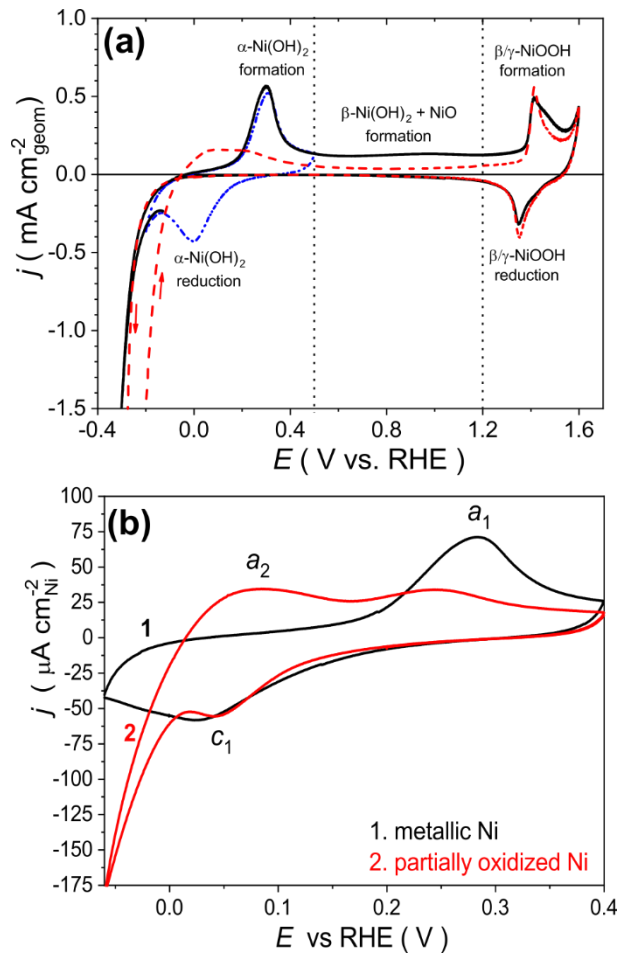 (a)
α-Ni(OH)₂
formation
β-Ni(OH)₂ + NiO
formation
β/γ-NiOOH
formation
α-Ni(OH)₂
reduction
β/γ-NiOOH
reduction
j ( mA cm⁻²geom )
1.0
0.5
0.0
-0.5
-1.0
-1.5
-0.4 0.0 0.4 0.8 1.2 1.6
E ( V vs. RHE )
(b)
a₁
a₂
1
2
c₁
1. metallic Ni
2. partially oxidized Ni
j ( μA cm⁻²Ni )
100
75
50
25
0
-25
-50
-75
-100
-125
-150
-175
0.0 0.1 0.2 0.3 0.4
E vs RHE ( V )